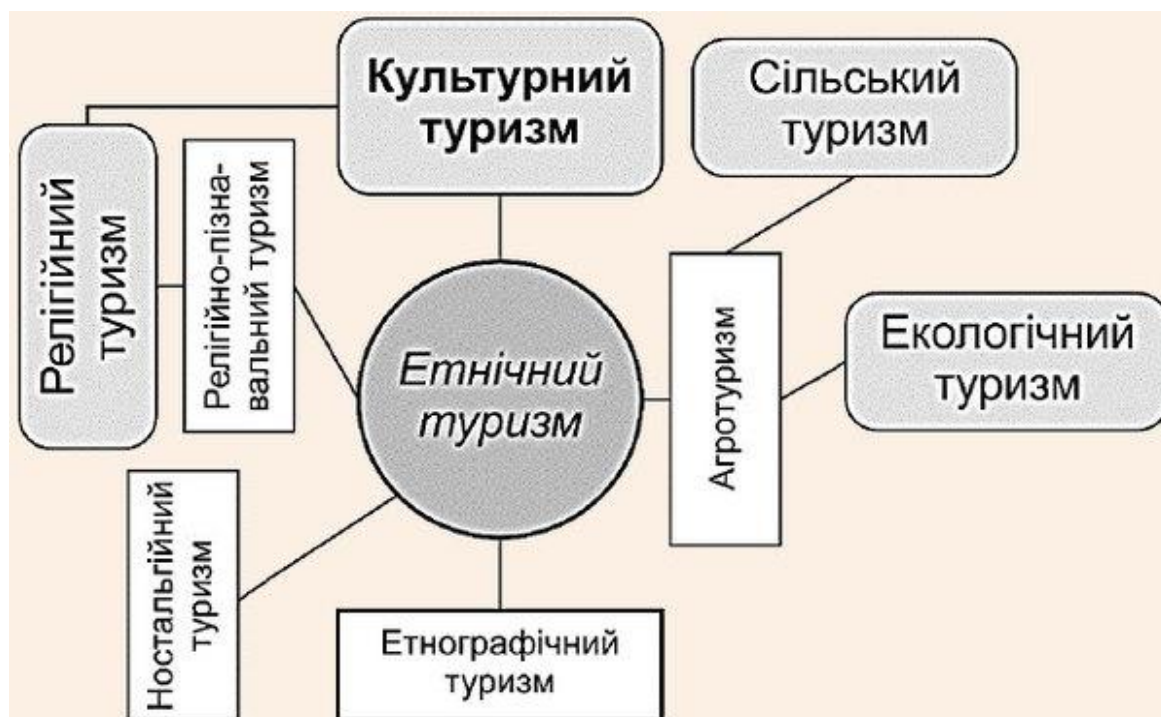 Культурний
туризм
Сільський
туризм
Релігійний
туризм
Релігійно-пізна-
вальний туризм
Етнічний
туризм
Агротуризм
Екологічний
туризм
Ностальгійний
туризм
Етнографічний
туризм